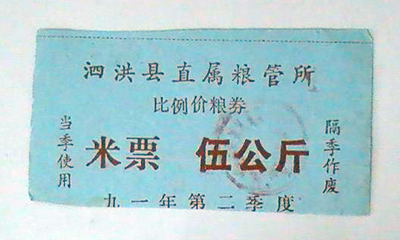 泗洪县直属粮管所
比例价粮券
当季使用
米票 伍公斤
隔季作废
九一年第二季度